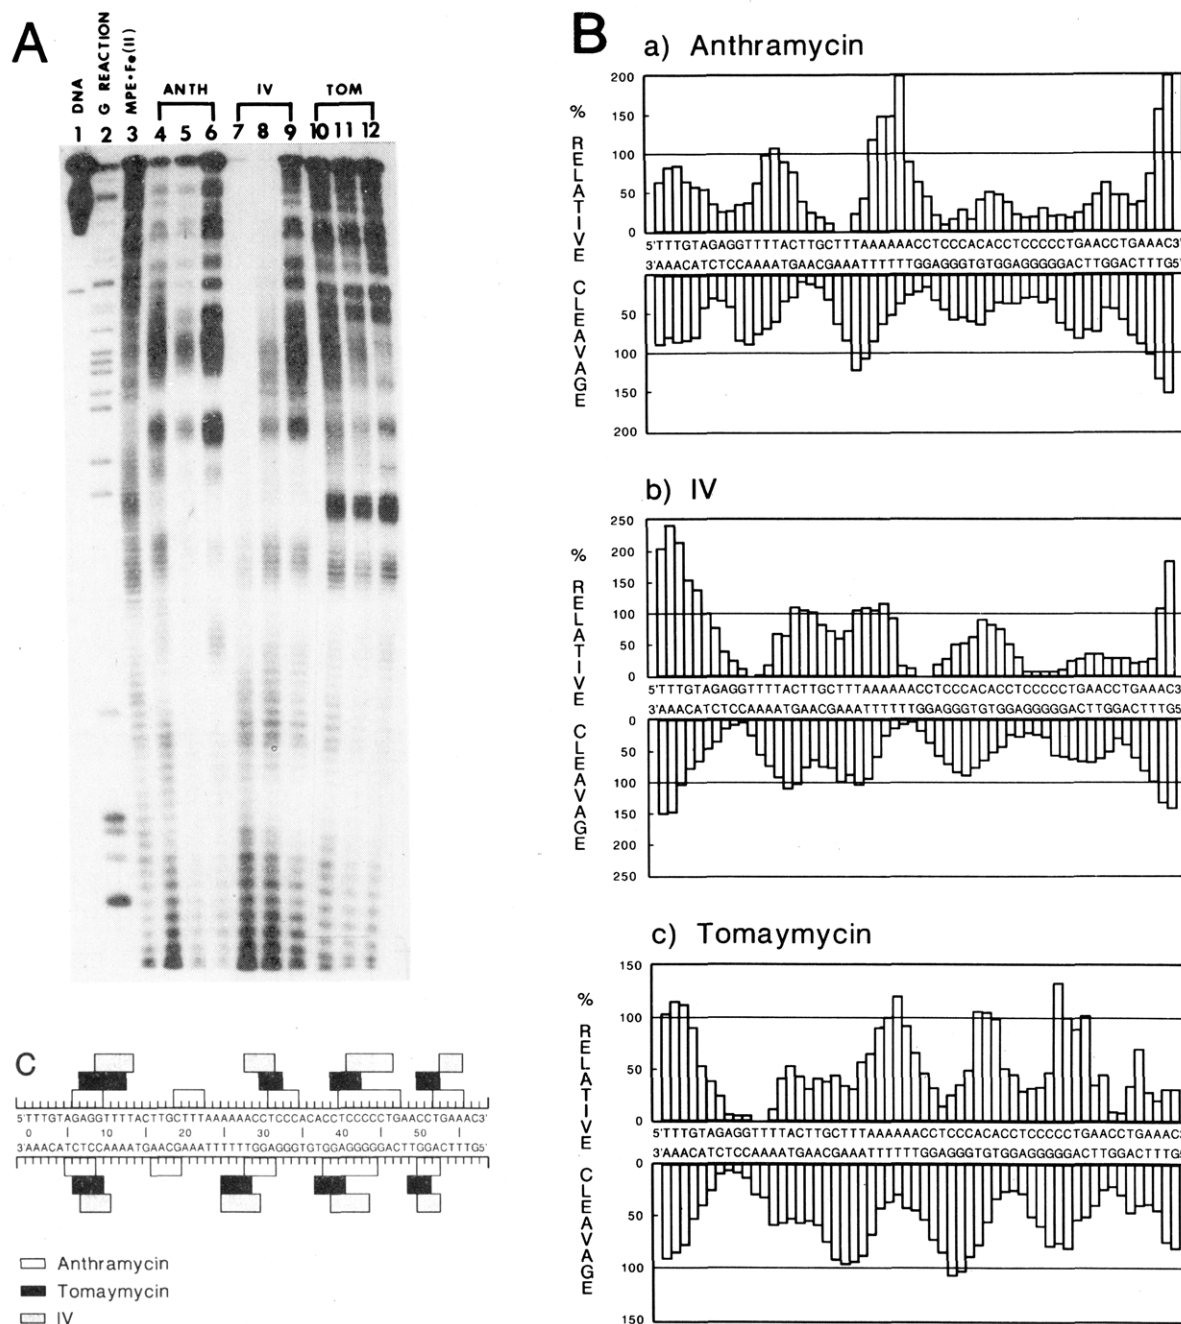 A
DNA
G REACTION
MPE·Fe(II)
ANTH
IV
TOM
1 2 3 4 5 6 7 8 9 10 11 12
B
a) Anthramycin
% RELATIVE CLEAVAGE
200
150
100
50
0
5'TTTGTAGAGGTTTTACTTGCTTTAAAAAACCTCCCACACCTCCCCCTGAACCTGAAAC3'
3'AAACATCTCCAAAATGAACGAAATTTTTTGGAGGGTGTGGAGGGGGACTTGGACTTTG5'
50
100
150
200
b) IV
% RELATIVE CLEAVAGE
250
200
150
100
50
0
5'TTTGTAGAGGTTTTACTTGCTTTAAAAAACCTCCCACACCTCCCCCTGAACCTGAAAC3'
3'AAACATCTCCAAAATGAACGAAATTTTTTGGAGGGTGTGGAGGGGGACTTGGACTTTG5'
0
50
100
150
200
250
c) Tomaymycin
% RELATIVE CLEAVAGE
150
100
50
0
5'TTTGTAGAGGTTTTACTTGCTTTAAAAAACCTCCCACACCTCCCCCTGAACCTGAAAC3'
3'AAACATCTCCAAAATGAACGAAATTTTTTGGAGGGTGTGGAGGGGGACTTGGACTTTG5'
0
50
100
150
C
5'TTTGTAGAGGTTTTACTTGCTTTAAAAAACCTCCCACACCTCCCCCTGAACCTGAAAC3'
0 10 20 30 40 50
3'AAACATCTCCAAAATGAACGAAATTTTTTGGAGGGTGTGGAGGGGGACTTGGACTTTG5'
Anthramycin
Tomaymycin
IV